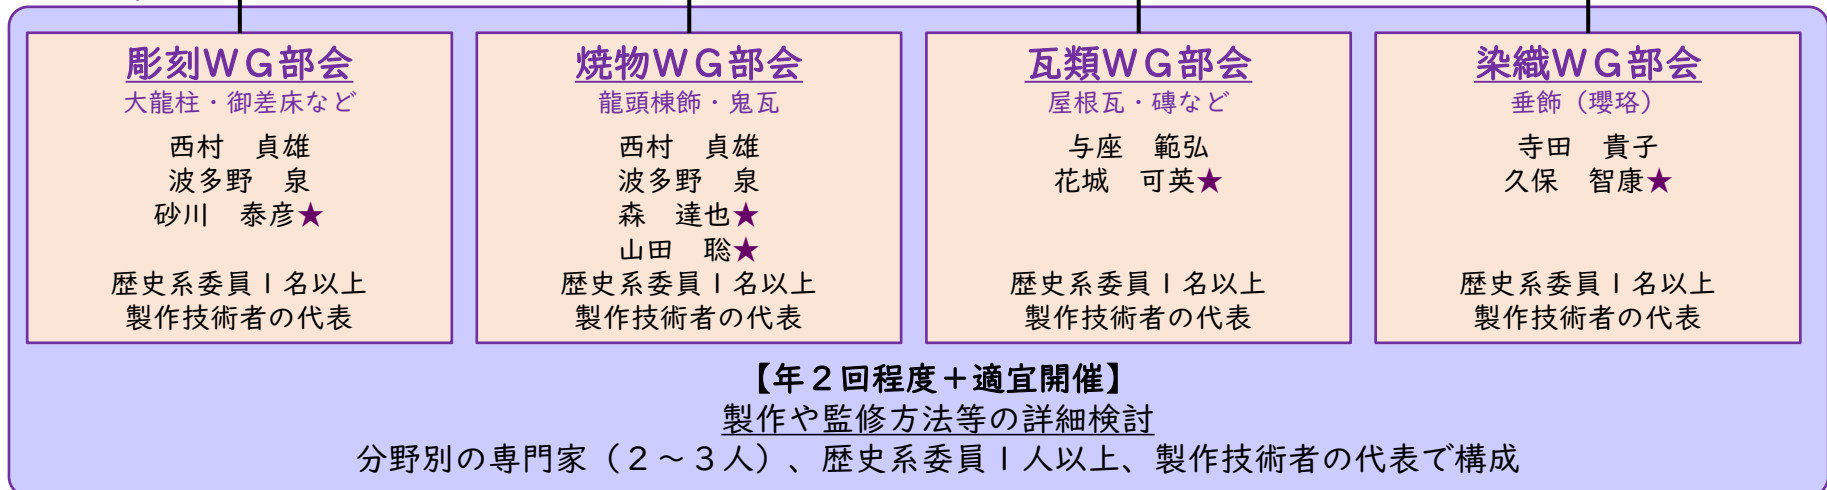 彫刻ＷＧ部会
大龍柱・御差床など
西村　貞雄
波多野　泉
砂川　泰彦★
歴史系委員１名以上
製作技術者の代表
焼物ＷＧ部会
龍頭棟飾・鬼瓦
西村　貞雄
波多野　泉
森　達也★
山田　聡★
歴史系委員１名以上
製作技術者の代表
瓦類ＷＧ部会
屋根瓦・磚など
与座　範弘
花城　可英★
歴史系委員１名以上
製作技術者の代表
染織ＷＧ部会
垂飾（瓔珞）
寺田　貴子
久保　智康★
歴史系委員１名以上
製作技術者の代表
【年２回程度＋適宜開催】
製作や監修方法等の詳細検討
分野別の専門家（２～３人）、歴史系委員１人以上、製作技術者の代表で構成